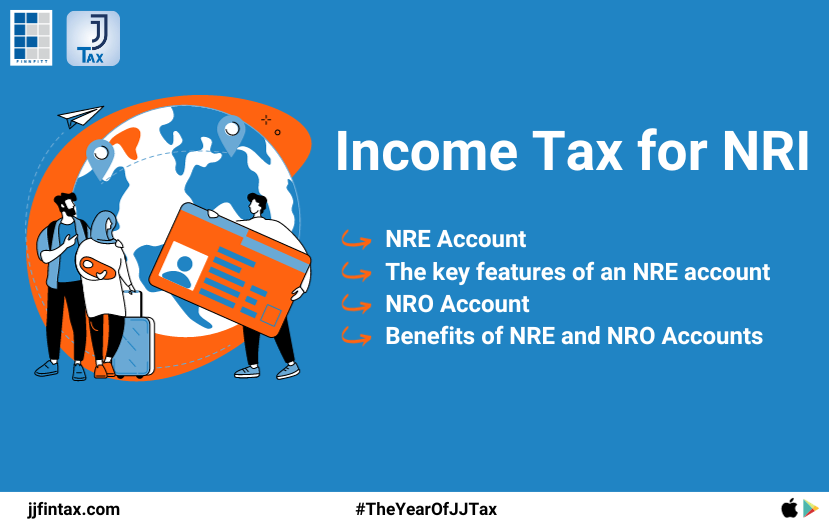 FINNFITT
J
TAX
Income Tax for NRI
NRE Account
The key features of an NRE account
NRO Account
Benefits of NRE and NRO Accounts
jjfintax.com
#TheYearOfJJTax